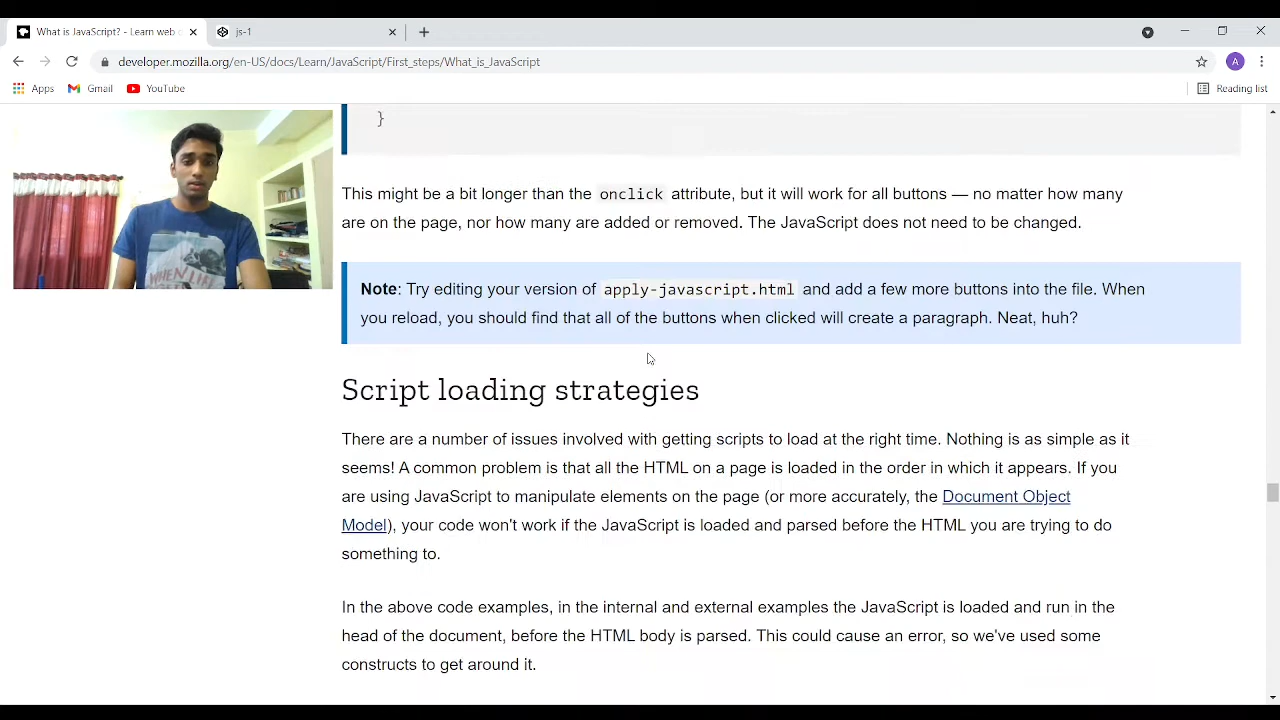 What is JavaScript? - Learn web
js-1
developer.mozilla.org/en-US/docs/Learn/JavaScript/First_steps/What_is_JavaScript
A
Apps
Gmail
YouTube
Reading list
}
This might be a bit longer than the onclick attribute, but it will work for all buttons — no matter how many
are on the page, nor how many are added or removed. The JavaScript does not need to be changed.
Note: Try editing your version of apply-javascript.html and add a few more buttons into the file. When
you reload, you should find that all of the buttons when clicked will create a paragraph. Neat, huh?
Script loading strategies
There are a number of issues involved with getting scripts to load at the right time. Nothing is as simple as it
seems! A common problem is that all the HTML on a page is loaded in the order in which it appears. If you
are using JavaScript to manipulate elements on the page (or more accurately, the Document Object
Model), your code won't work if the JavaScript is loaded and parsed before the HTML you are trying to do
something to.
In the above code examples, in the internal and external examples the JavaScript is loaded and run in the
head of the document, before the HTML body is parsed. This could cause an error, so we've used some
constructs to get around it.
WHEN LIFE